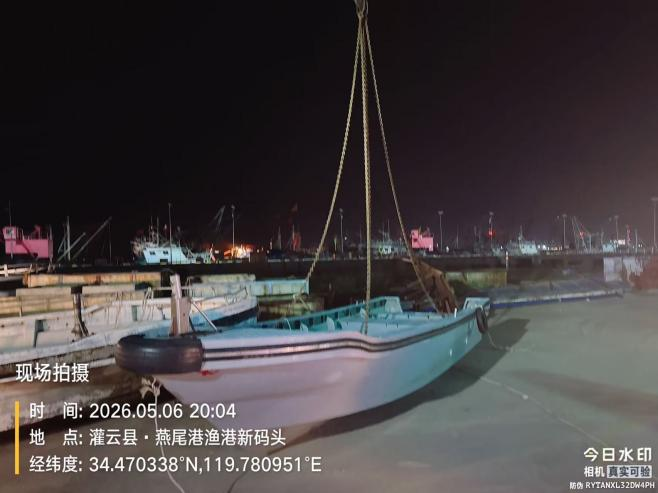 现场拍摄
时 间: 2026.05.06 20:04
地 点: 灌云县·燕尾港渔港新码头
经纬度: 34.470338°N,119.780951°E
今日水印
相机 真实可验
防伪 RYTANXL32DW4PH